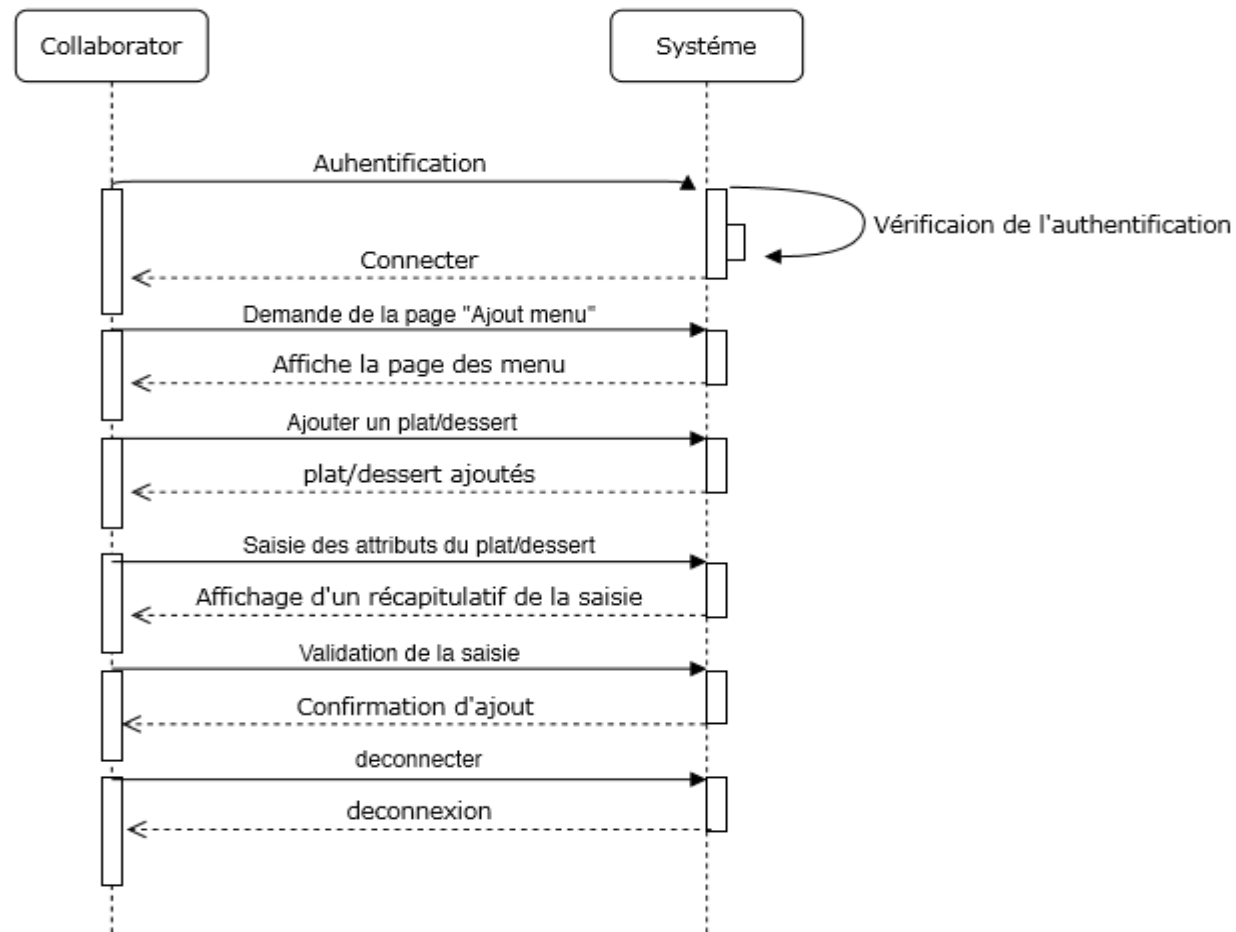 Collaborator
Systéme
Auhentification
Vérificaion de l'authentification
Connecter
Demande de la page "Ajout menu"
Affiche la page des menu
Ajouter un plat/dessert
plat/dessert ajoutés
Saisie des attributs du plat/dessert
Affichage d'un récapitulatif de la saisie
Validation de la saisie
Confirmation d'ajout
deconnecter
deconnexion